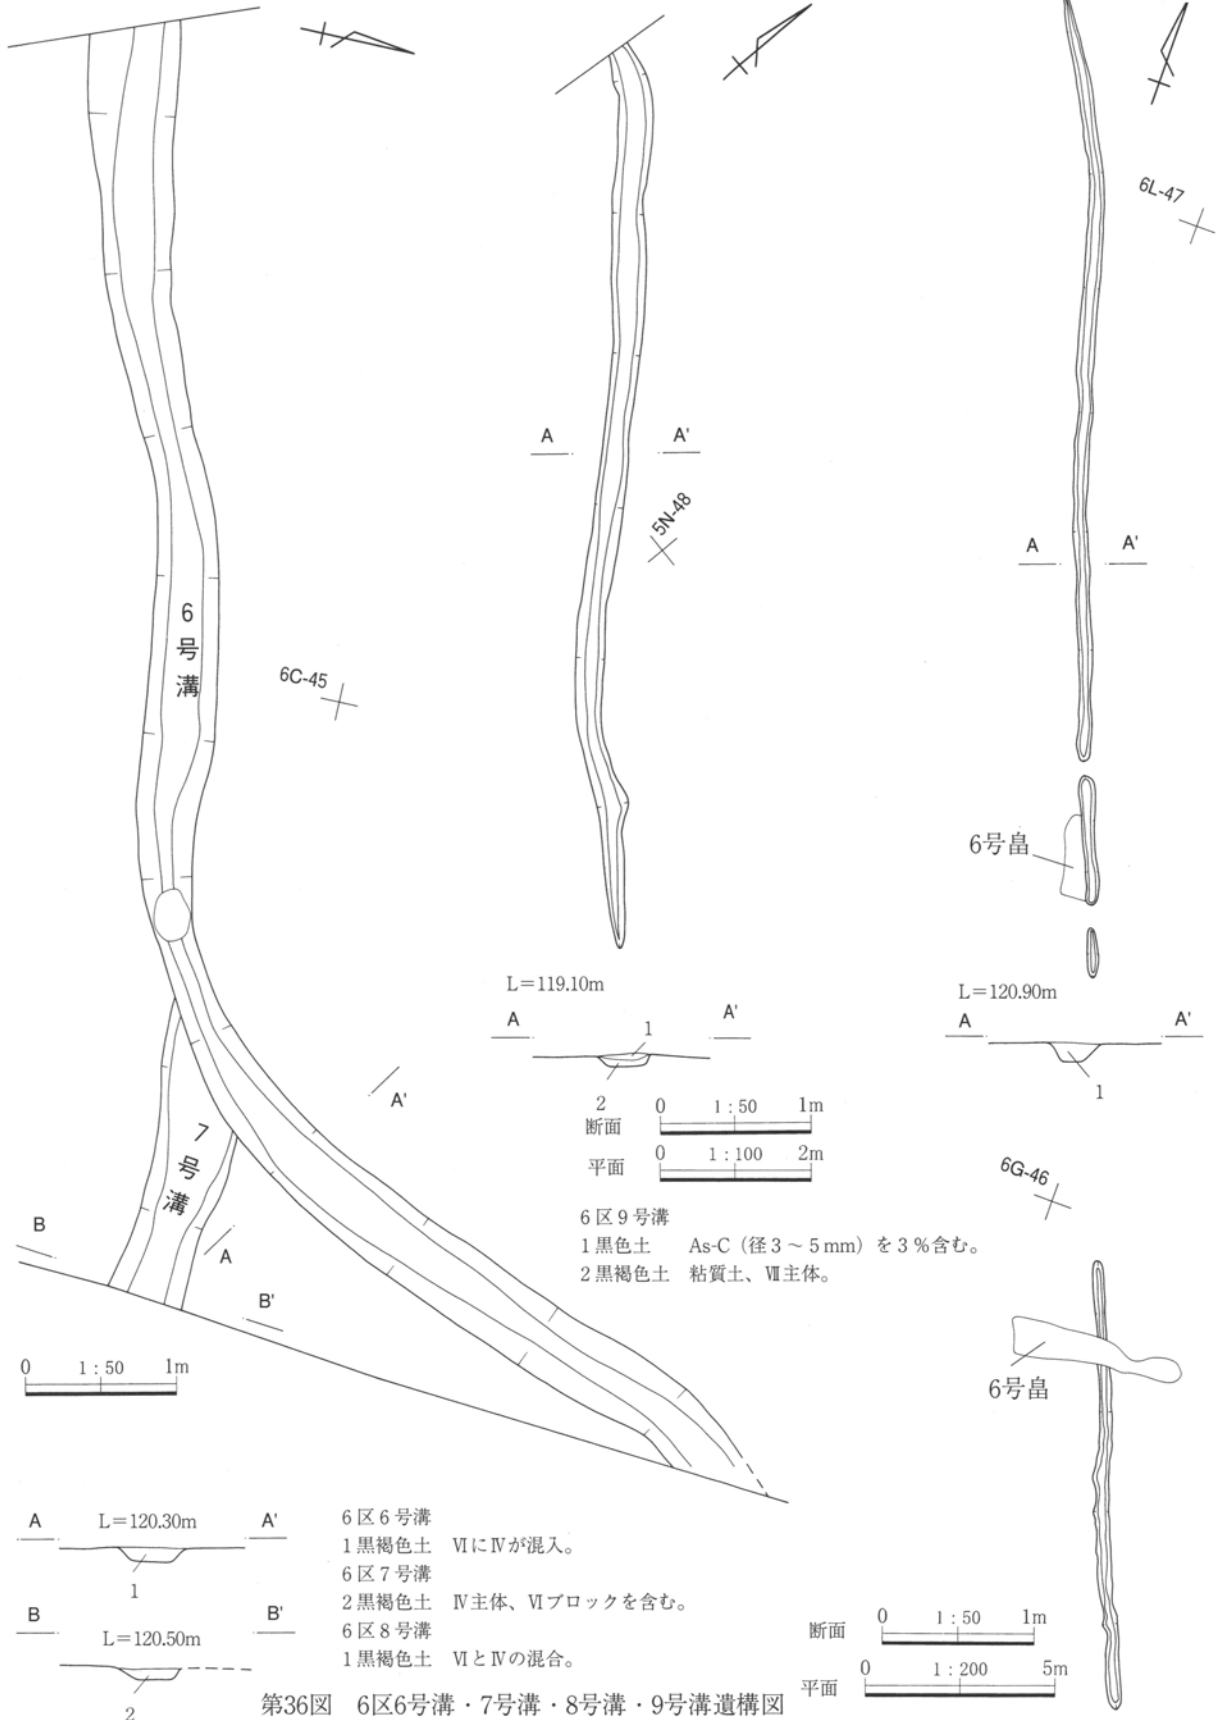 6L-47
A A'
5N-48
A A'
6号溝
6C-45
6号畠
L=119.10m
A A'
1
2
L=120.90m
A A'
1
断面 0 1:50 1m
平面 0 1:100 2m
A'
7号溝
6G-46
B
A
B'
6区9号溝
1黒色土 As-C（径3～5mm）を3％含む。
2黒褐色土 粘質土、Ⅶ主体。
0 1:50 1m
6号畠
A L=120.30m A'
1
B B'
L=120.50m
2
6区6号溝
1黒褐色土 ⅥにⅣが混入。
6区7号溝
2黒褐色土 Ⅳ主体、Ⅵブロックを含む。
6区8号溝
1黒褐色土 ⅥとⅣの混合。
断面 0 1:50 1m
平面 0 1:200 5m
第36図 6区6号溝・7号溝・8号溝・9号溝遺構図